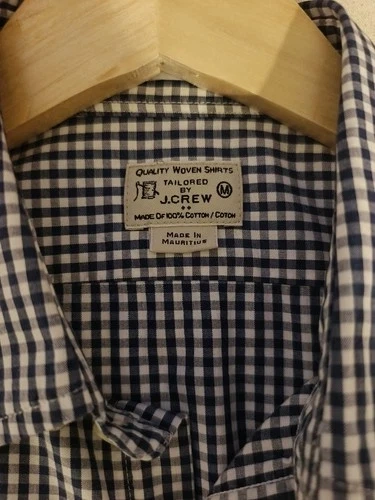 QUALITY WOVEN SHIRTS
TAILORED
BY
M
J.CREW
MADE OF 100% COTTON / COTON
MADE IN
MAURITIUS